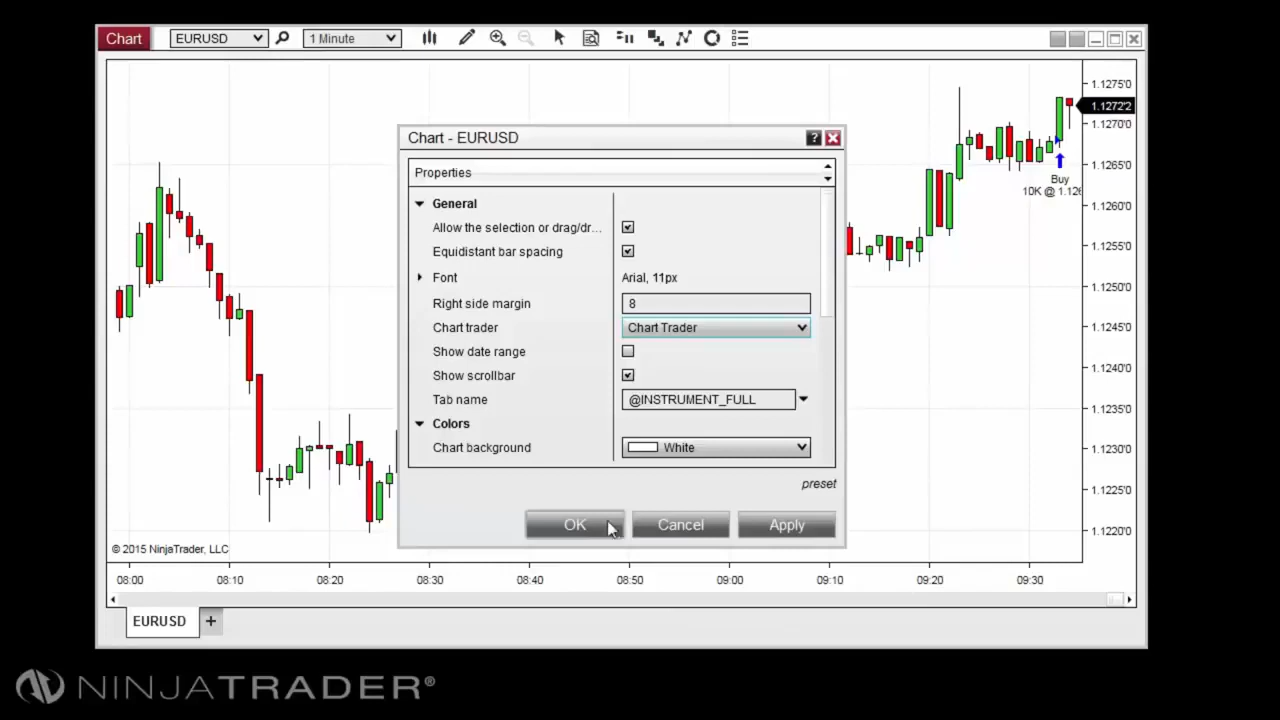 Chart EURUSD 1 Minute
Chart - EURUSD ?
Properties
General
Allow the selection or drag/dr...
Equidistant bar spacing
Font Arial, 11px
Right side margin 8
Chart trader Chart Trader
Show date range
Show scrollbar
Tab name @INSTRUMENT_FULL
Colors
Chart background White
preset
OK Cancel Apply
1.1275'0
1.1272'2
1.1270'0
1.1265'0
1.1260'0
1.1255'0
1.1250'0
1.1245'0
1.1240'0
1.1235'0
1.1230'0
1.1225'0
1.1220'0
Buy
10K @ 1.126
© 2015 NinjaTrader, LLC
08:00 08:10 08:20 08:30 08:40 08:50 09:00 09:10 09:20 09:30
EURUSD +
NINJATRADER®